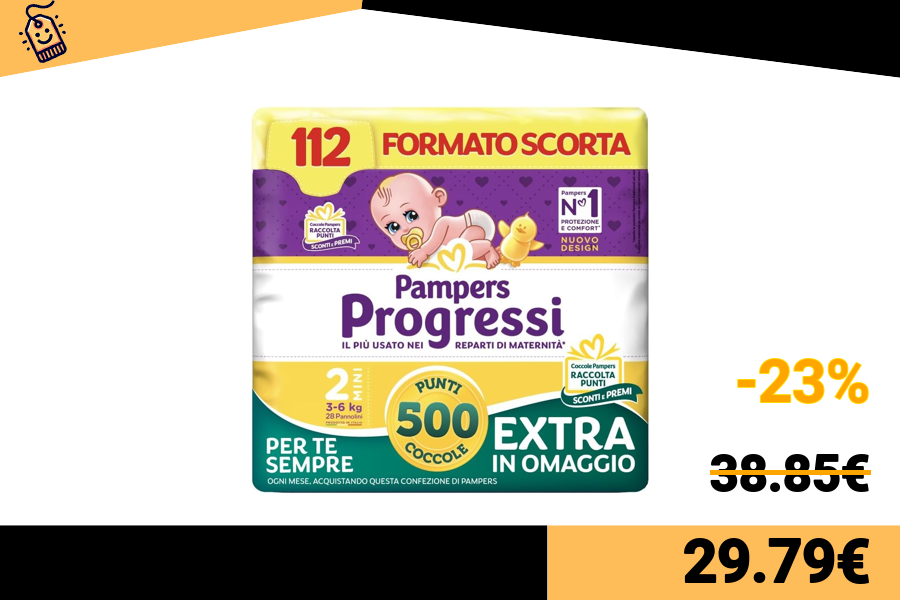 112 FORMATO SCORTA
Coccole Pampers
RACCOLTA
PUNTI
SCONTI E PREMI
Pampers
N°1
PROTEZIONE
E COMFORT*
NUOVO
DESIGN
Pampers
Progressi
IL PIÙ USATO NEI REPARTI DI MATERNITÀ*
2 MINI
3-6 kg
28 Pannolini
PUNTI
500
COCCOLE
Coccole Pampers
RACCOLTA
PUNTI
SCONTI E PREMI
PER TE
SEMPRE
EXTRA
IN OMAGGIO
OGNI MESE, ACQUISTANDO QUESTA CONFEZIONE DI PAMPERS
-23%
38.85€
29.79€